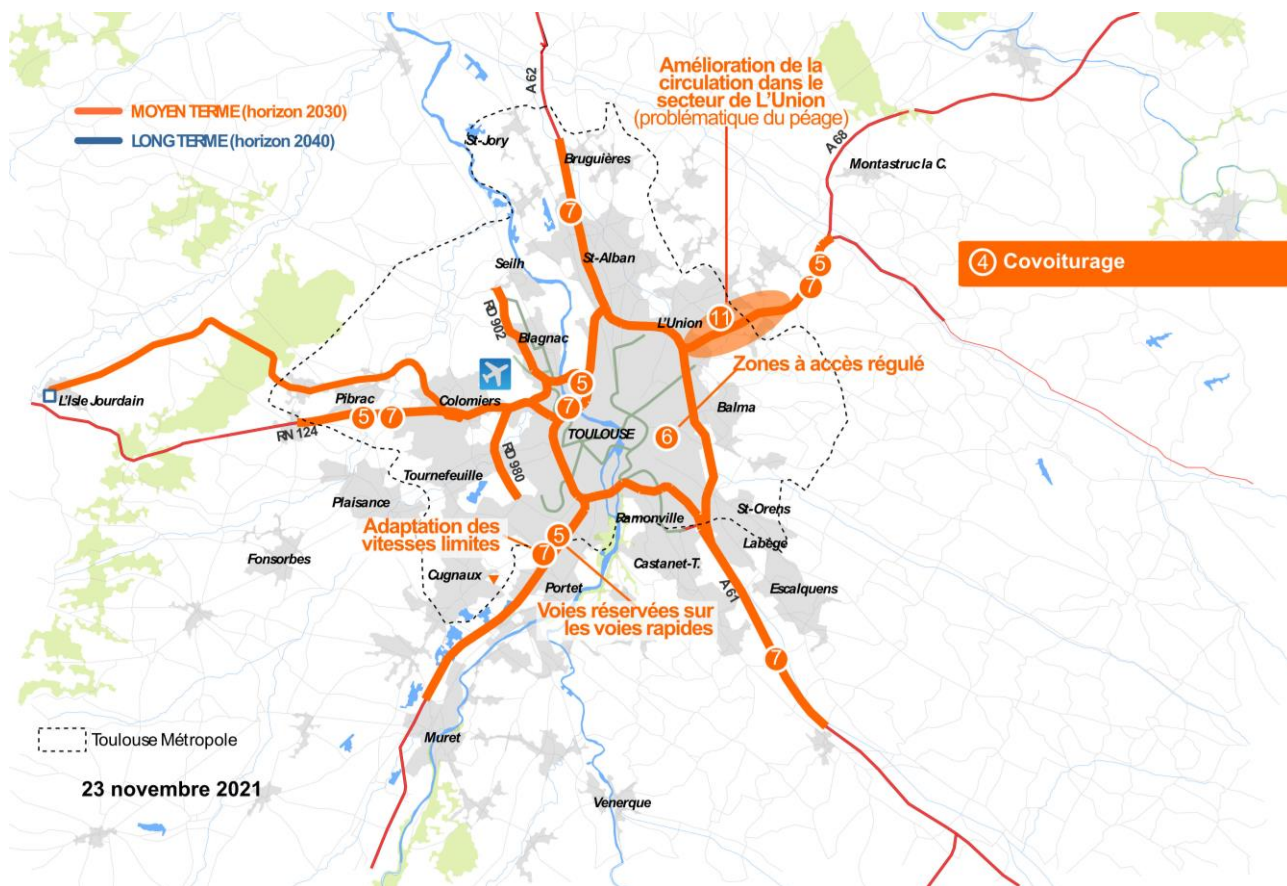 Amélioration de la
circulation dans le
secteur de L'Union
(problématique du péage)
A 62
MOYEN TERME (horizon 2030)
LONG TERME (horizon 2040)
St-Jory
Bruguières
A 68
Montastruc la C.
7
St-Alban
Seilh
5
7
④ Covoiturage
11
L'Union
RD 902
Blagnac
Zones à accès régulé
L'Isle Jourdain
Pibrac
Colomiers
5
7
Balma
5 7
RN 124
TOULOUSE
6
RD 980
Tournefeuille
Plaisance
St-Orens
Ramonville
Adaptation des
vitesses limites
5
7
Labège
Fonsorbes
Castanet-T.
Cugnaux
Portet
A 61
Escalquens
Voies réservées sur
les voies rapides
7
Toulouse Métropole
Muret
23 novembre 2021
Venerque